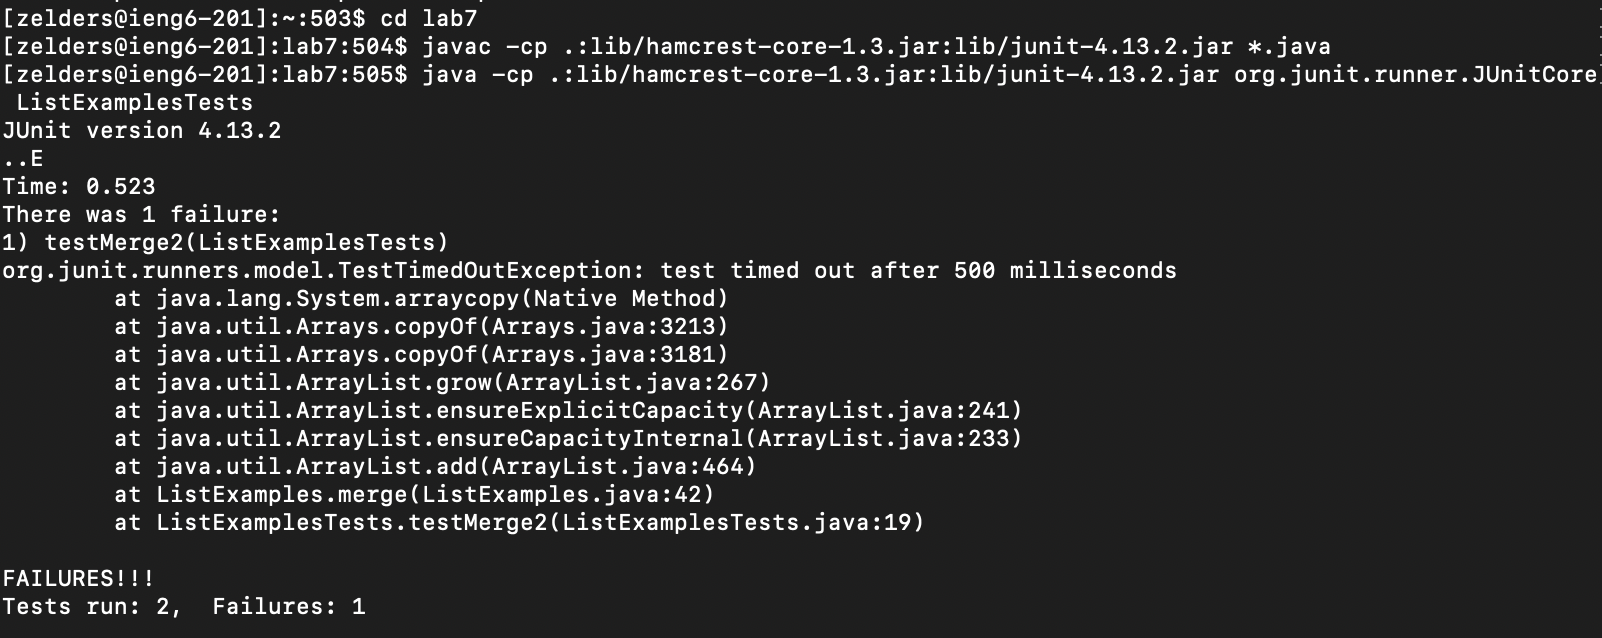 [zelders@ieng6-201]:~:503$ cd lab7
[zelders@ieng6-201]:lab7:504$ javac -cp .:lib/hamcrest-core-1.3.jar:lib/junit-4.13.2.jar *.java
[zelders@ieng6-201]:lab7:505$ java -cp .:lib/hamcrest-core-1.3.jar:lib/junit-4.13.2.jar org.junit.runner.JUnitCore
 ListExamplesTests
JUnit version 4.13.2
..E
Time: 0.523
There was 1 failure:
1) testMerge2(ListExamplesTests)
org.junit.runners.model.TestTimedOutException: test timed out after 500 milliseconds
        at java.lang.System.arraycopy(Native Method)
        at java.util.Arrays.copyOf(Arrays.java:3213)
        at java.util.Arrays.copyOf(Arrays.java:3181)
        at java.util.ArrayList.grow(ArrayList.java:267)
        at java.util.ArrayList.ensureExplicitCapacity(ArrayList.java:241)
        at java.util.ArrayList.ensureCapacityInternal(ArrayList.java:233)
        at java.util.ArrayList.add(ArrayList.java:464)
        at ListExamples.merge(ListExamples.java:42)
        at ListExamplesTests.testMerge2(ListExamplesTests.java:19)

FAILURES!!!
Tests run: 2,  Failures: 1